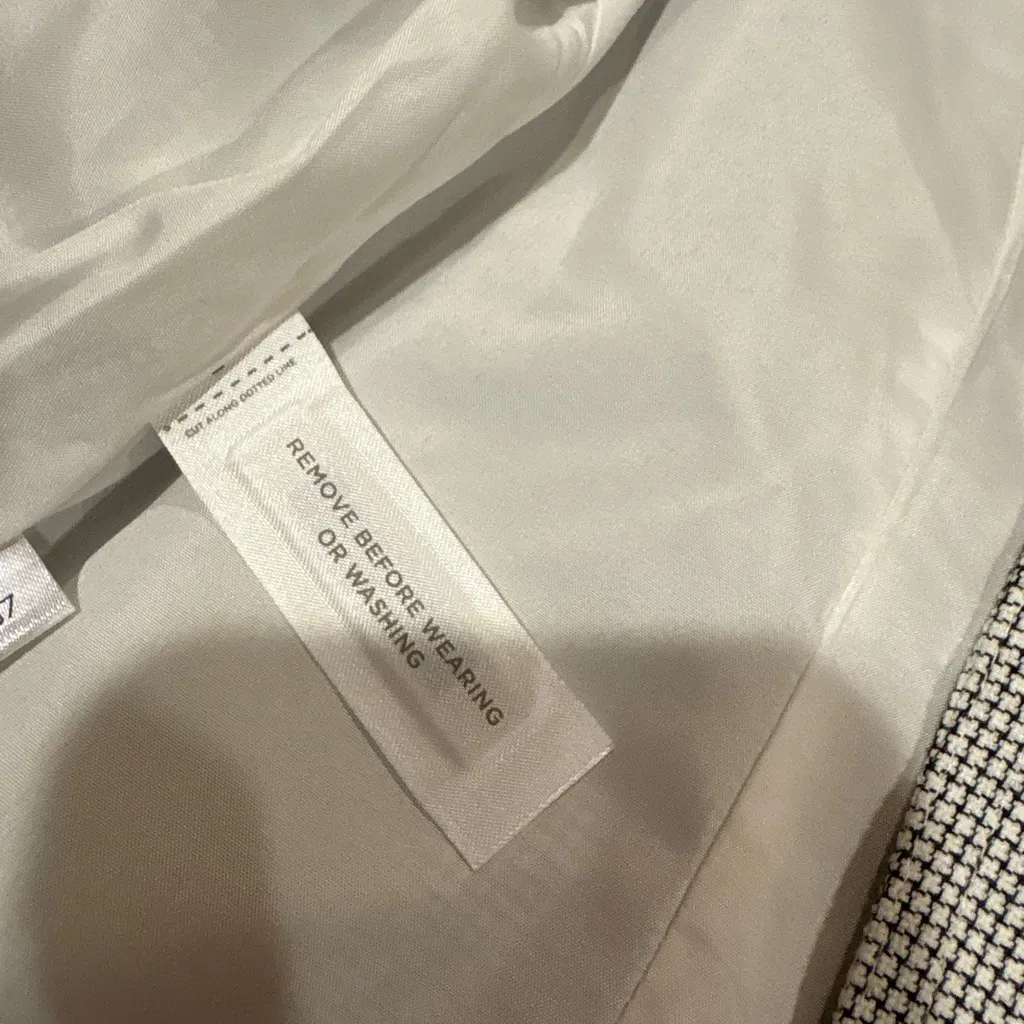 CUT ALONG DOTTED LINE
REMOVE BEFORE WEARING
OR WASHING